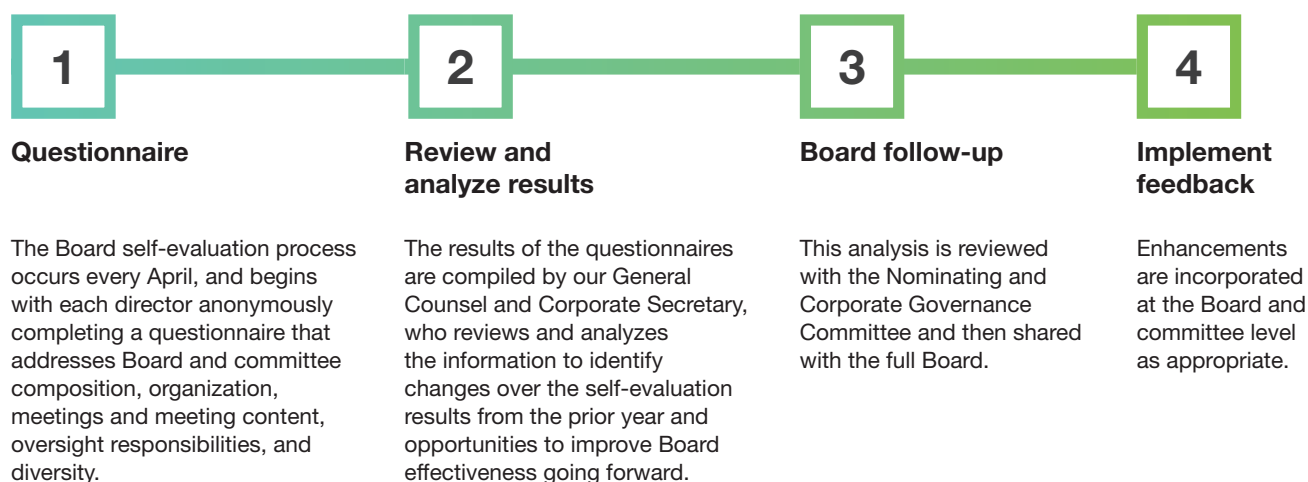 1
Questionnaire
The Board self-evaluation process
occurs every April, and begins
with each director anonymously
completing a questionnaire that
addresses Board and committee
composition, organization,
meetings and meeting content,
oversight responsibilities, and
diversity.
2
Review and
analyze results
The results of the questionnaires
are compiled by our General
Counsel and Corporate Secretary,
who reviews and analyzes
the information to identify
changes over the self-evaluation
results from the prior year and
opportunities to improve Board
effectiveness going forward.
3
Board follow-up
This analysis is reviewed
with the Nominating and
Corporate Governance
Committee and then shared
with the full Board.
4
Implement
feedback
Enhancements
are incorporated
at the Board and
committee level
as appropriate.